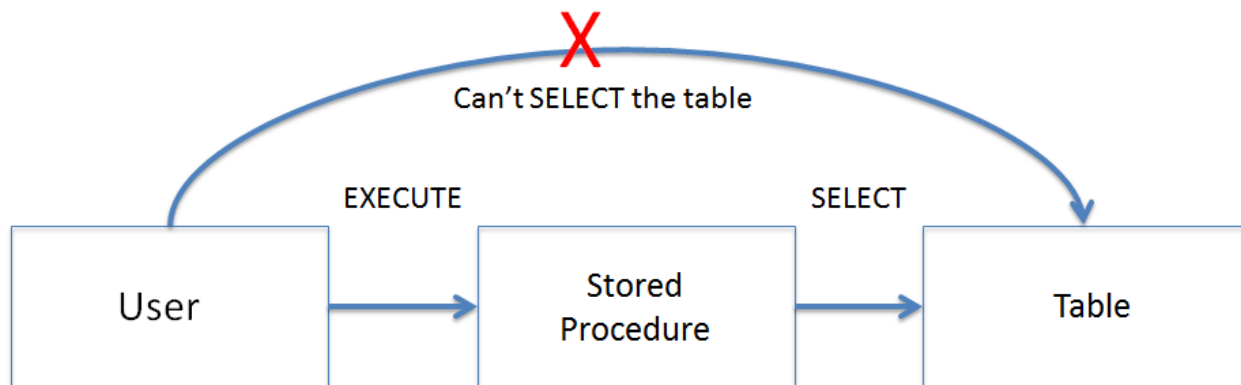 X
Can’t SELECT the table
EXECUTE
SELECT
User
Stored
Procedure
Table